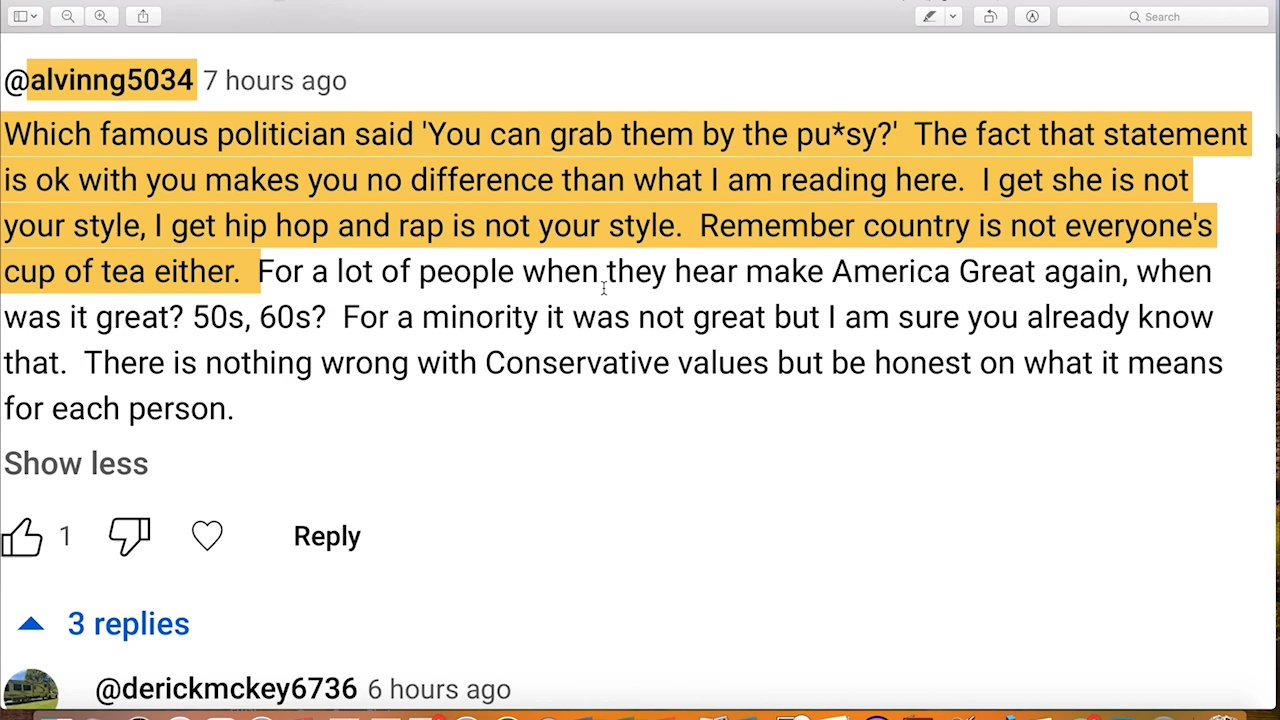 Search
@alvinng5034 7 hours ago
Which famous politician said 'You can grab them by the pu*sy?' The fact that statement
is ok with you makes you no difference than what I am reading here. I get she is not
your style, I get hip hop and rap is not your style. Remember country is not everyone's
cup of tea either. For a lot of people when they hear make America Great again, when
was it great? 50s, 60s? For a minority it was not great but I am sure you already know
that. There is nothing wrong with Conservative values but be honest on what it means
for each person.
Show less
1 Reply
3 replies
@derickmckey6736 6 hours ago